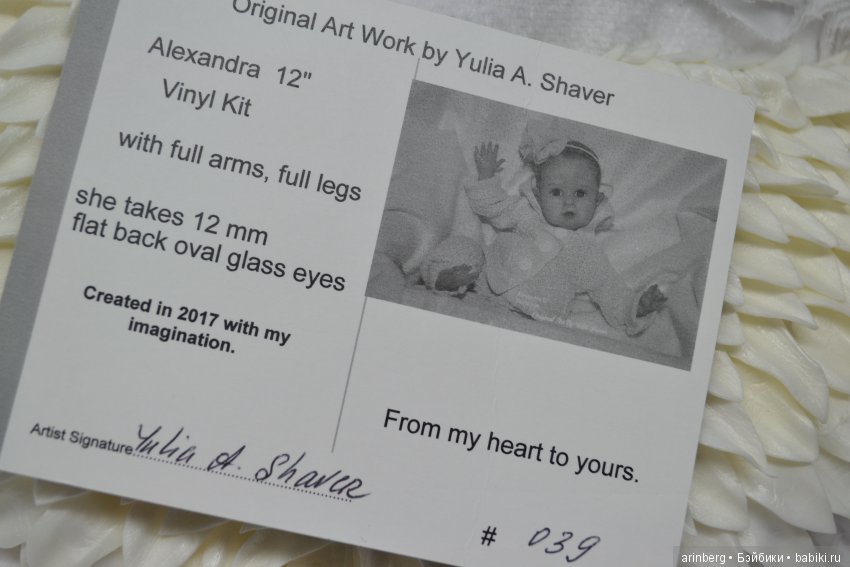 Original Art Work by Yulia A. Shaver
Alexandra 12"
Vinyl Kit
with full arms, full legs
she takes 12 mm
flat back oval glass eyes
Created in 2017 with my
imagination.
Artist Signature Yulia A. Shaver
From my heart to yours.
# 039
arinberg • Бэйбики • babiki.ru